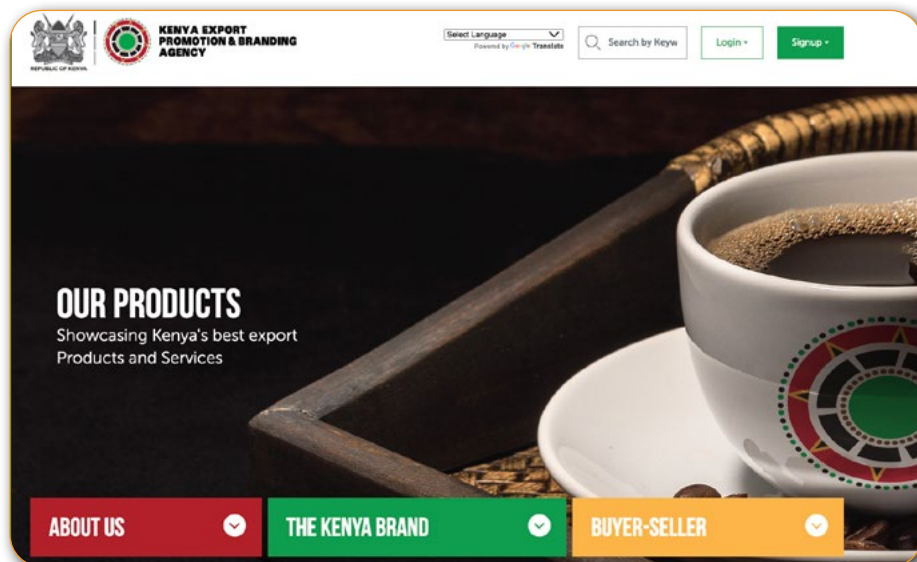 REPUBLIC OF KENYA
KENYA EXPORT
PROMOTION & BRANDING
AGENCY
Select Language
Powered by Google Translate
Search by Keyw
Login
Signup
OUR PRODUCTS
Showcasing Kenya's best export
Products and Services
ABOUT US
THE KENYA BRAND
BUYER-SELLER